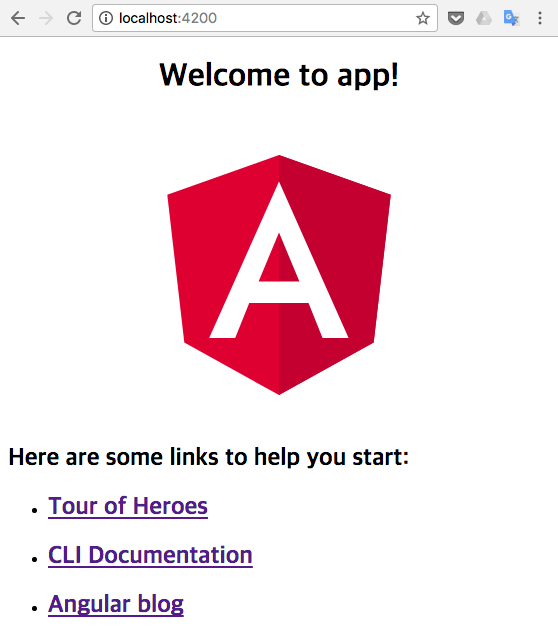 localhost:4200
Welcome to app!
A
Here are some links to help you start:
Tour of Heroes
CLI Documentation
Angular blog